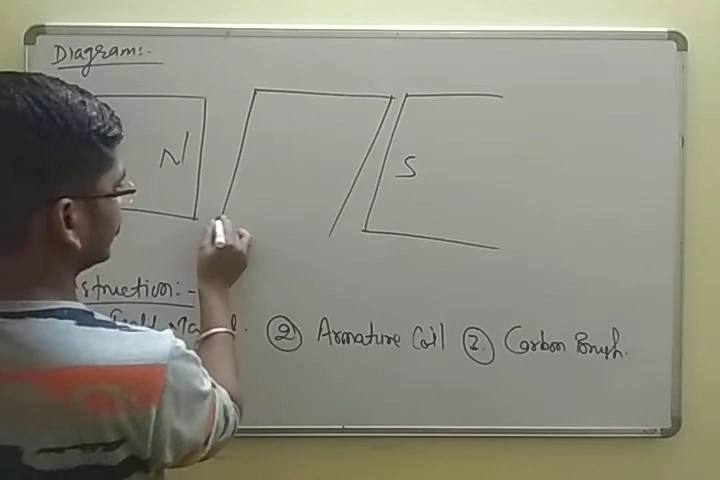 Diagram:-
N
S
struction:-
② Armature Coil ③. Carbon Brush.